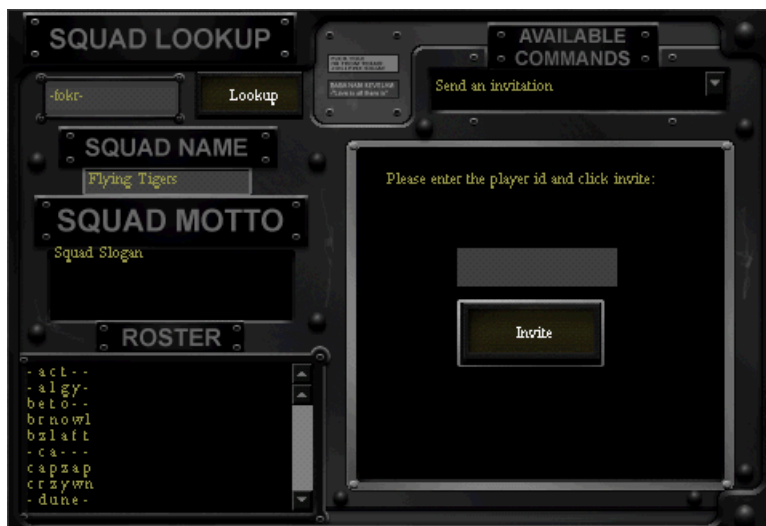 SQUAD LOOKUP
-fokr-
Lookup
AVAILABLE
COMMANDS
Send an invitation
SQUAD NAME
Flying Tigers
SQUAD MOTTO
Squad Slogan
Please enter the player id and click invite:
Invite
ROSTER
-act--
-algy-
beto--
brnowl
bzlaft
-ca---
capzap
crzywn
-dune-